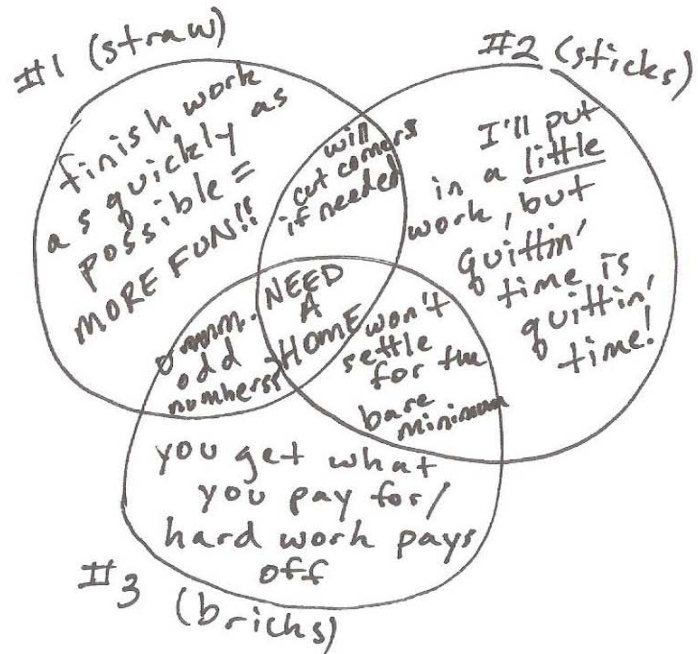 #1 (straw)
finish work
as quickly as
possible =
MORE FUN!!
will
cut corners
if needed
#2 (sticks)
I'll put
in a little
work, but
quittin'
time is
quittin'
time!
NEED
A
HOME
ummm..
odd
numbers?
won't
settle
for the
bare
minimum
you get what
you pay for/
hard work pays
off
#3 (bricks)